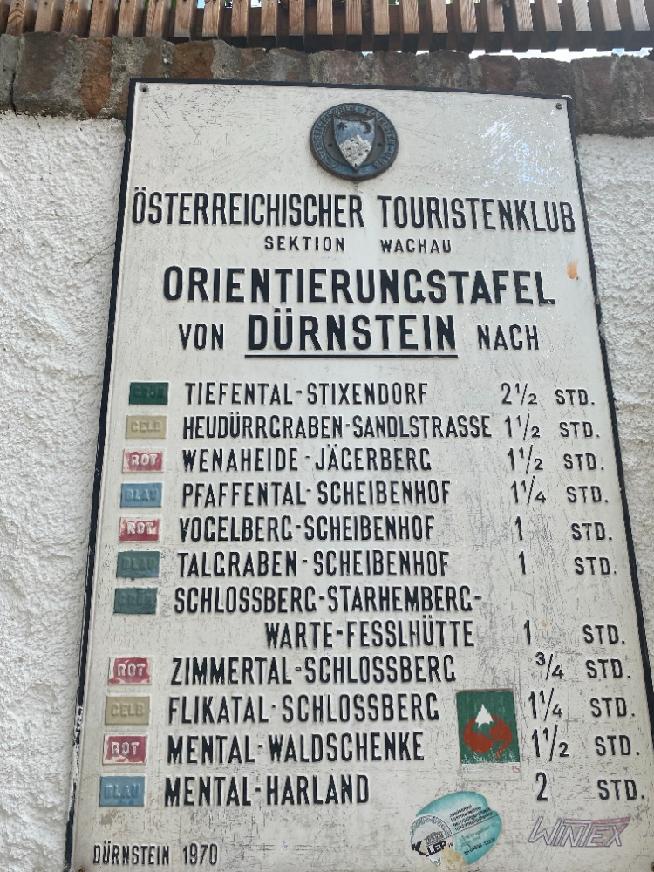 ÖSTERREICHISCHER TOURISTENKLUB
SEKTION WACHAU
ORIENTIERUNGSTAFEL
VON DÜRNSTEIN NACH
TIEFENTAL-STIXENDORF 2½ STD.
GELB HEUDÜRRGRABEN-SANDLSTRASSE 1½ STD.
ROT WENAHEIDE-JÄGERBERG 1½ STD.
BLAU PFAFFENTAL-SCHEIBENHOF 1¼ STD.
ROT VOGELBERG-SCHEIBENHOF 1 STD.
TALGRABEN-SCHEIBENHOF 1 STD.
SCHLOSSBERG-STARHEMBERG-
WARTE-FESSLHÜTTE 1 STD.
ROT ZIMMERTAL-SCHLOSSBERG ¾ STD.
GELB FLIKATAL-SCHLOSSBERG 1¼ STD.
ROT MENTAL-WALDSCHENKE 1½ STD.
BLAU MENTAL-HARLAND 2 STD.
DÜRNSTEIN 1970
WINTEX